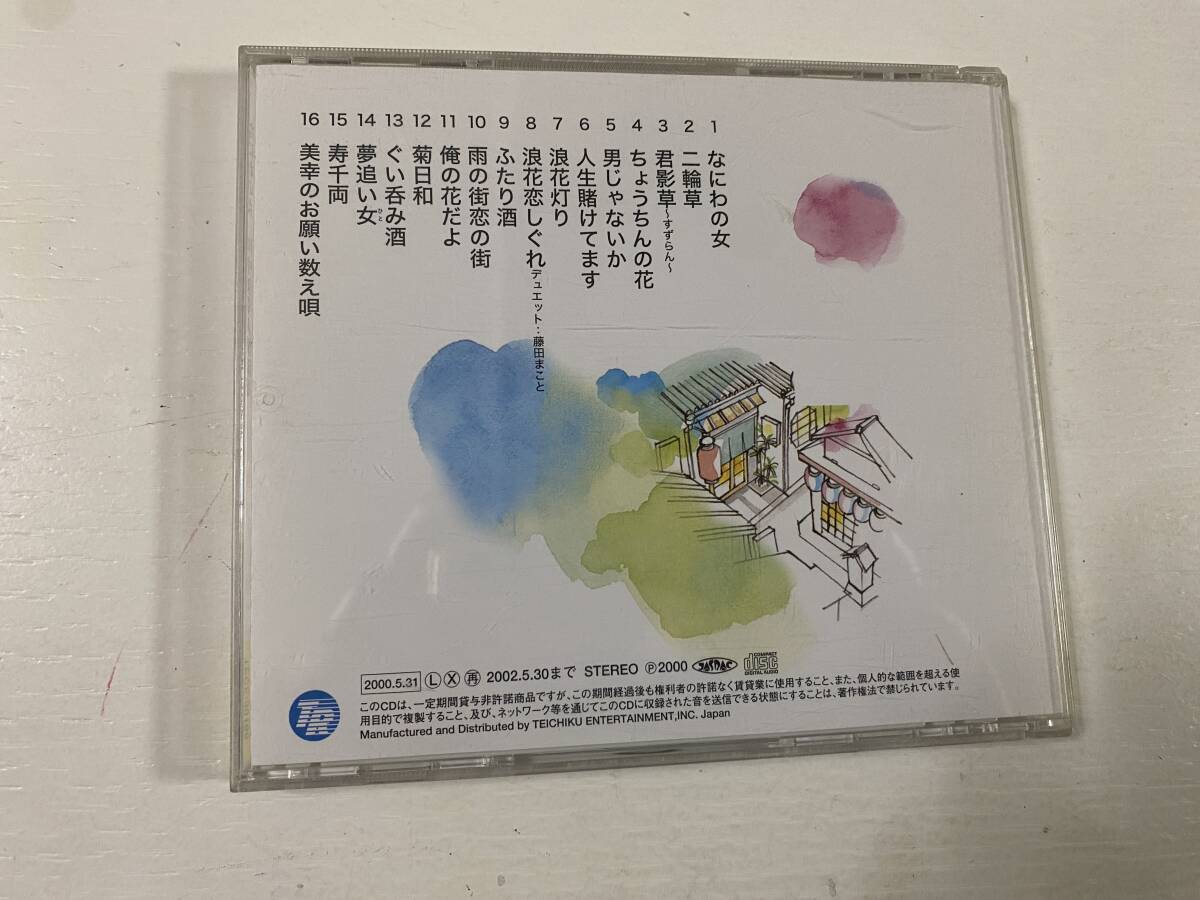 1 なにわの女
2 二輪草
3 君影草～すずらん～
4 ちょうちんの花
5 男じゃないか
6 人生賭けてます
7 浪花灯り
8 浪花恋しぐれ デュエット：藤田まこと
9 ふたり酒
10 雨の街恋の街
11 俺の花だよ
12 菊日和
13 ぐい呑み酒
14 夢追い女 ひと
15 寿千両
16 美幸のお願い数え唄
2000.5.31 Ⓛ Ⓧ ㊞ 2002.5.30まで STEREO Ⓟ2000 JASRAC COMPACT disc DIGITAL AUDIO
このCDは、一定期間貸与非許諾商品ですが、この期間経過後も権利者の許諾なく賃貸業に使用すること、また、個人的な範囲を超える使
用目的で複製すること、及び、ネットワーク等を通じてこのCDに収録された音を送信できる状態にすることは、著作権法で禁じられています。
Manufactured and Distributed by TEICHIKU ENTERTAINMENT,INC. Japan